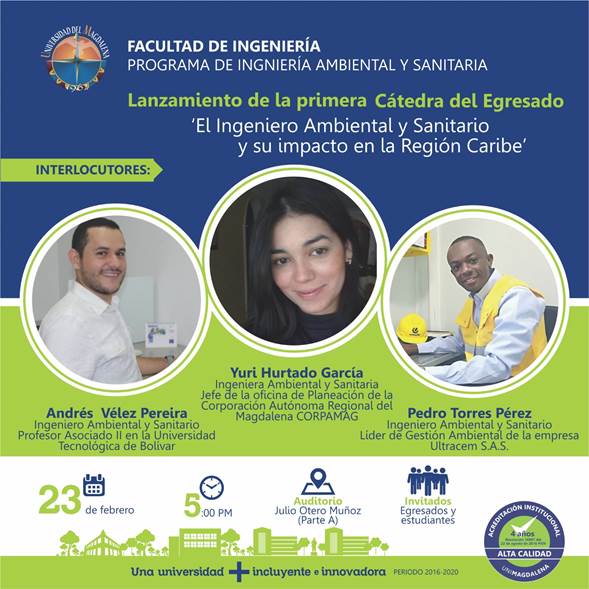 UNIVERSIDAD DEL MAGDALENA
FACULTAD DE INGENIERÍA
PROGRAMA DE INGNIERÍA AMBIENTAL Y SANITARIA
Lanzamiento de la primera Cátedra del Egresado
'El Ingeniero Ambiental y Sanitario
y su impacto en la Región Caribe'
INTERLOCUTORES:
Yuri Hurtado García
Ingeniera Ambiental y Sanitaria
Jefe de la oficina de Planeación de la
Corporación Autónoma Regional del
Magdalena CORPAMAG
Andrés Vélez Pereira
Ingeniero Ambiental y Sanitario
Profesor Asociado II en la Universidad
Tecnológica de Bolívar
Pedro Torres Pérez
Ingeniero Ambiental y Sanitario
Líder de Gestión Ambiental de la empresa
Ultracem S.A.S.
23 de febrero
5:00 PM
Auditorio
Julio Otero Muñoz
(Parte A)
Invitados
Egresados y
estudiantes
ACREDITACIÓN INSTITUCIONAL
4 años
ALTA CALIDAD
UNIMAGDALENA
Una universidad + incluyente e innovadora PERIODO 2016-2020